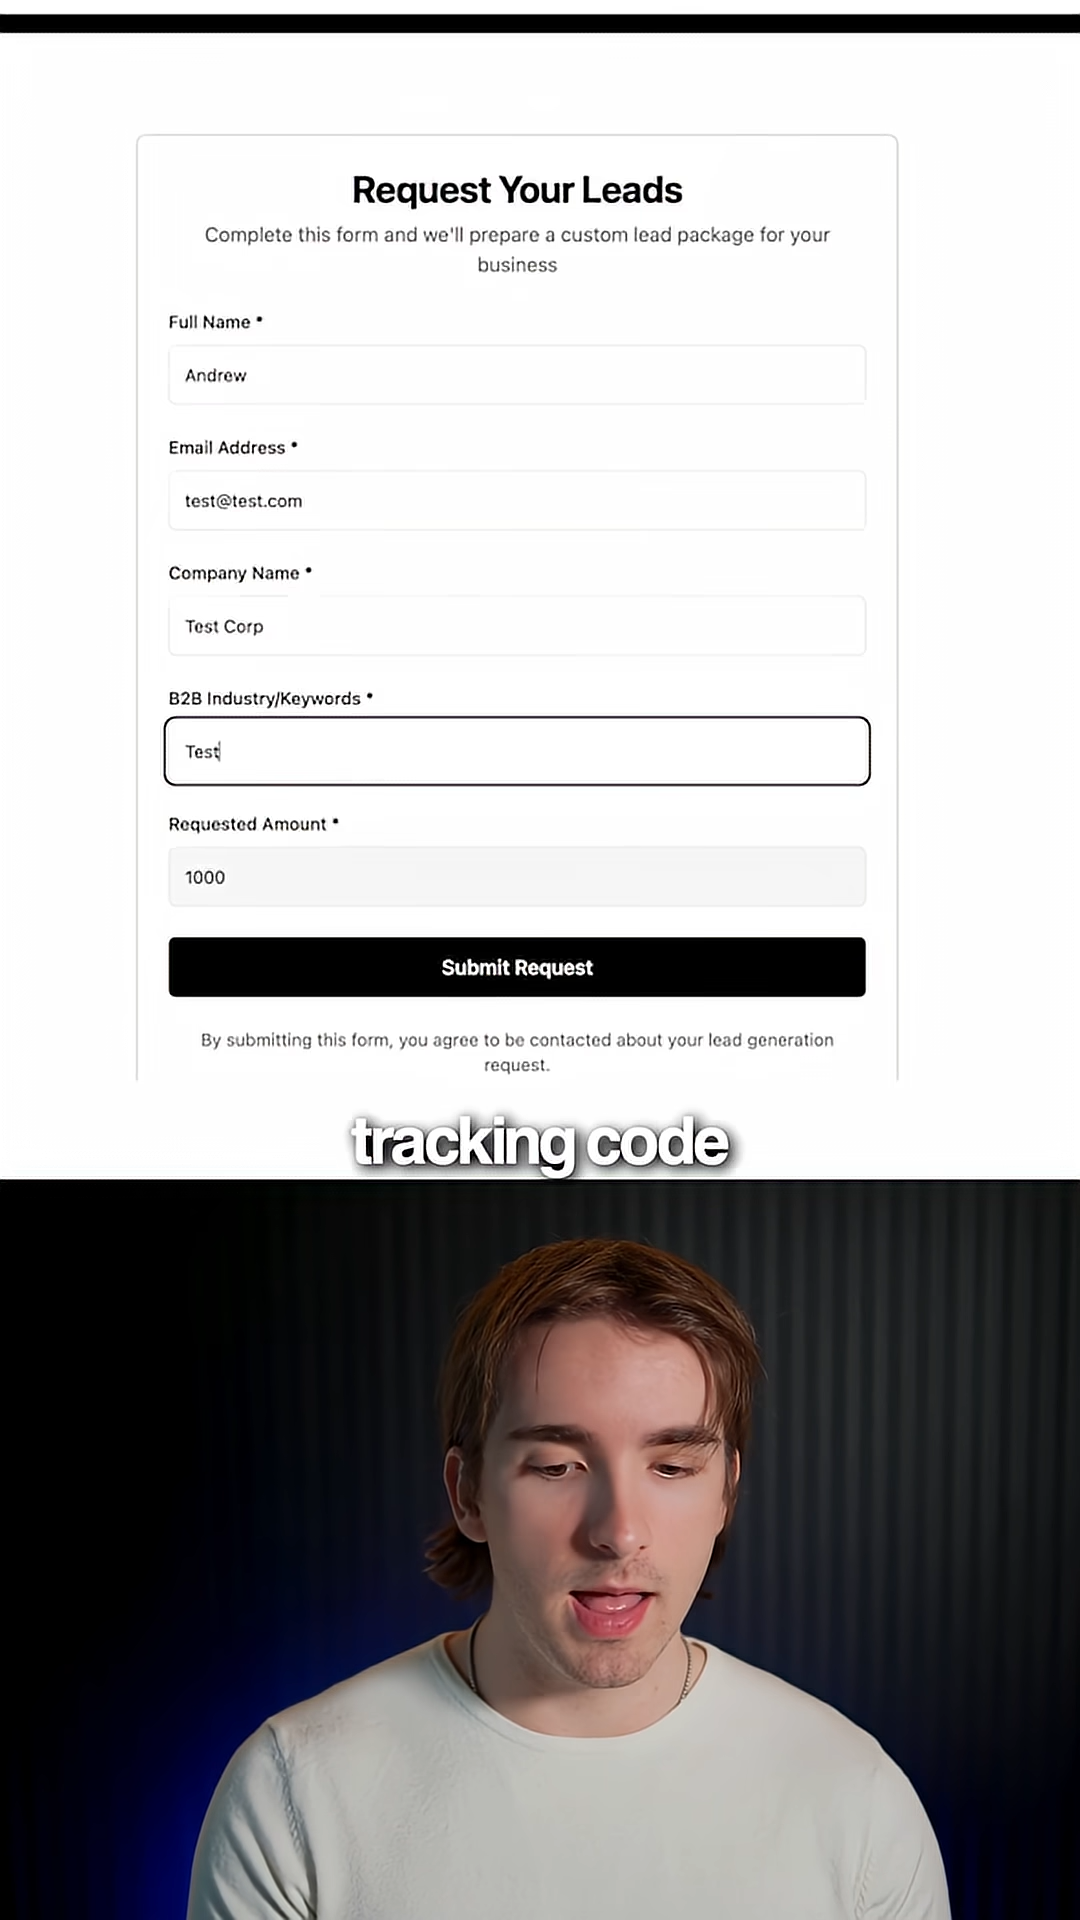 Request Your Leads
Complete this form and we'll prepare a custom lead package for your
business
Full Name *
Andrew
Email Address *
test@test.com
Company Name *
Test Corp
B2B Industry/Keywords *
Test
Requested Amount *
1000
Submit Request
By submitting this form, you agree to be contacted about your lead generation
request.
tracking code